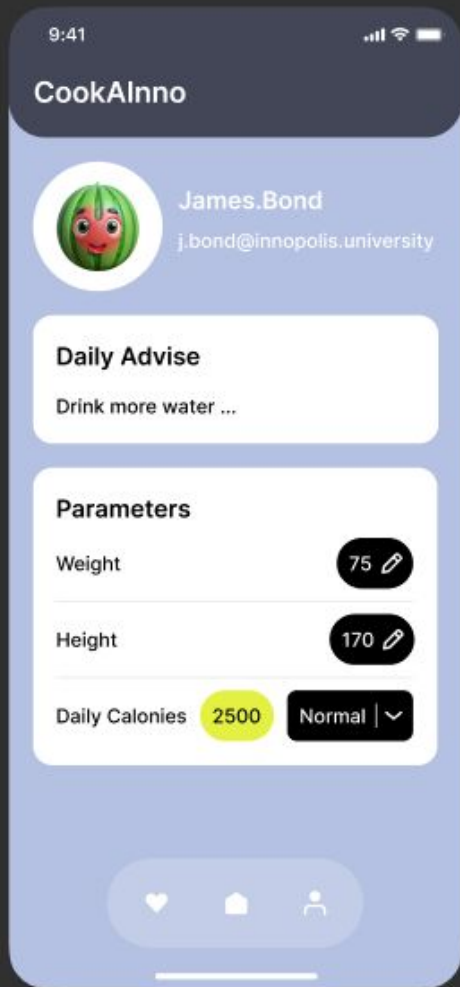 9:41
CookAInno
James.Bond
j.bond@innopolis.university
Daily Advise
Drink more water ...
Parameters
Weight 75
Height 170
Daily Calonies 2500 Normal